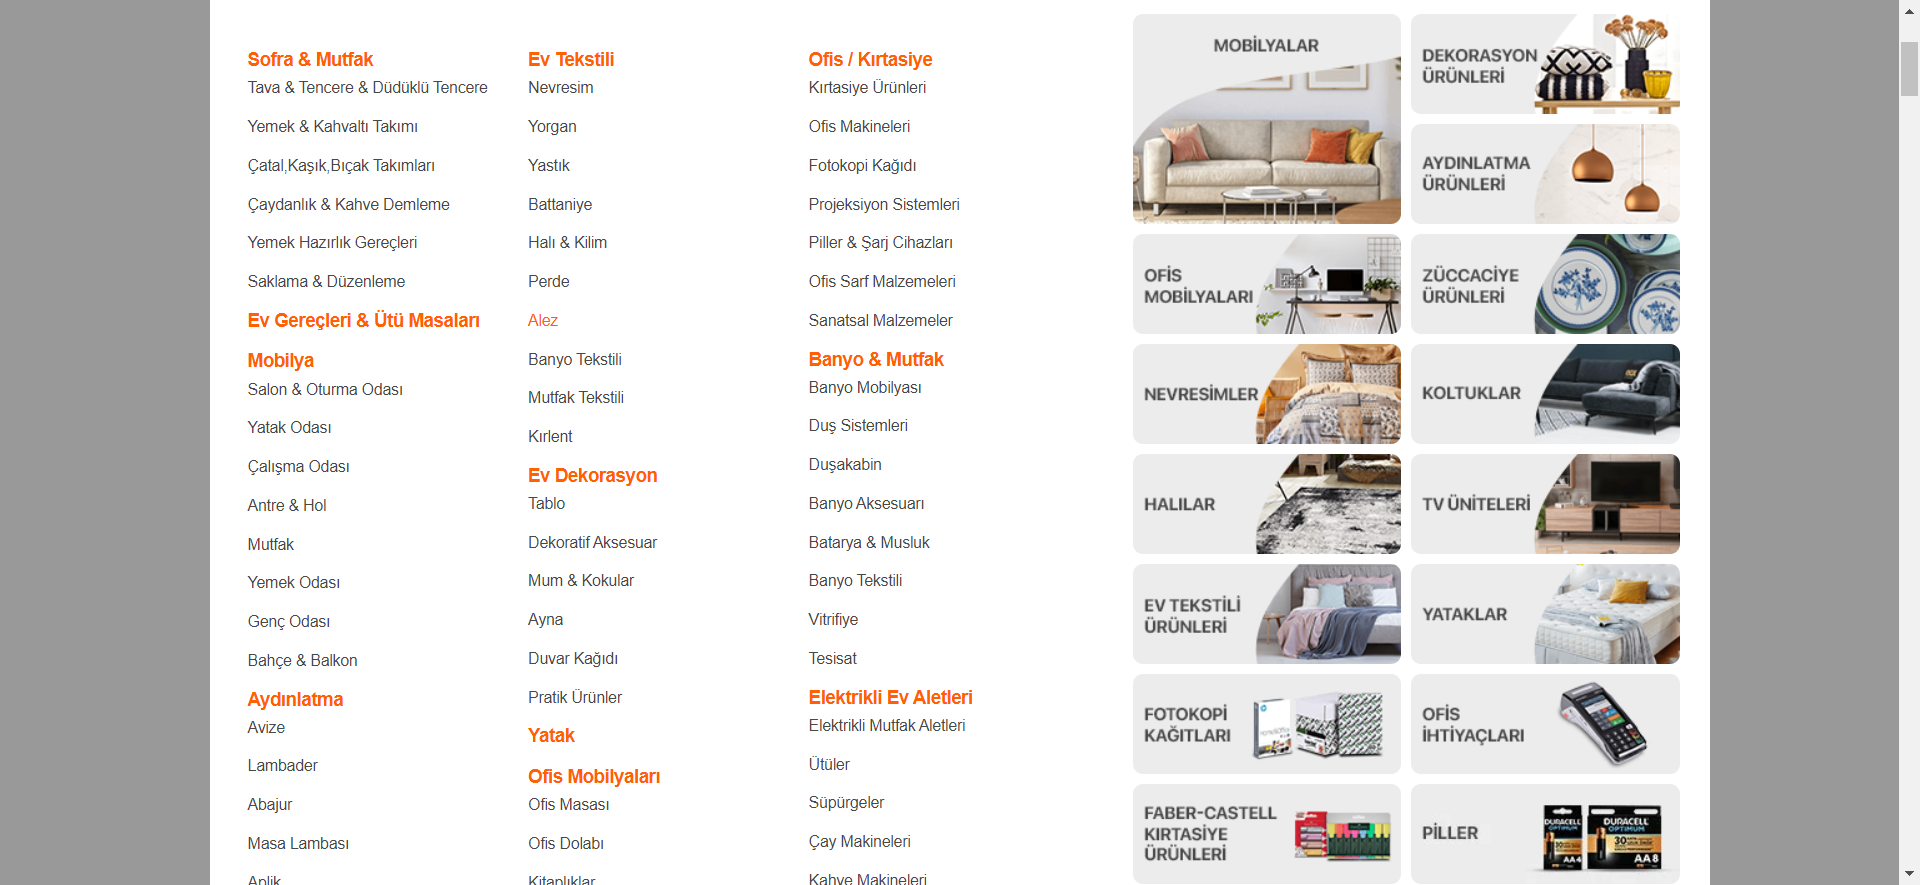 Sofra & Mutfak
Tava & Tencere & Düdüklü Tencere
Yemek & Kahvaltı Takımı
Çatal,Kaşık,Bıçak Takımları
Çaydanlık & Kahve Demleme
Yemek Hazırlık Gereçleri
Saklama & Düzenleme
Ev Gereçleri & Ütü Masaları
Mobilya
Salon & Oturma Odası
Yatak Odası
Çalışma Odası
Antre & Hol
Mutfak
Yemek Odası
Genç Odası
Bahçe & Balkon
Aydınlatma
Avize
Lambader
Abajur
Masa Lambası
Aplik
Ev Tekstili
Nevresim
Yorgan
Yastık
Battaniye
Halı & Kilim
Perde
Alez
Banyo Tekstili
Mutfak Tekstili
Kırlent
Ev Dekorasyon
Tablo
Dekoratif Aksesuar
Mum & Kokular
Ayna
Duvar Kağıdı
Pratik Ürünler
Yatak
Ofis Mobilyaları
Ofis Masası
Ofis Dolabı
Kitaplıklar
Ofis / Kırtasiye
Kırtasiye Ürünleri
Ofis Makineleri
Fotokopi Kağıdı
Projeksiyon Sistemleri
Piller & Şarj Cihazları
Ofis Sarf Malzemeleri
Sanatsal Malzemeler
Banyo & Mutfak
Banyo Mobilyası
Duş Sistemleri
Duşakabin
Banyo Aksesuarı
Batarya & Musluk
Banyo Tekstili
Vitrifiye
Tesisat
Elektrikli Ev Aletleri
Elektrikli Mutfak Aletleri
Ütüler
Süpürgeler
Çay Makineleri
Kahve Makineleri
MOBİLYALAR
DEKORASYON
ÜRÜNLERİ
AYDINLATMA
ÜRÜNLERİ
OFİS
MOBİLYALARI
ZÜCCACİYE
ÜRÜNLERİ
NEVRESİMLER
KOLTUKLAR
HALILAR
TV ÜNİTELERİ
EV TEKSTİLİ
ÜRÜNLERİ
YATAKLAR
FOTOKOPİ
KAĞITLARI
OFİS
İHTİYAÇLARI
FABER-CASTELL
KIRTASİYE
ÜRÜNLERİ
PİLLER
DURACELL
OPTIMUM
30
AA4
DURACELL
OPTIMUM
30
AA8